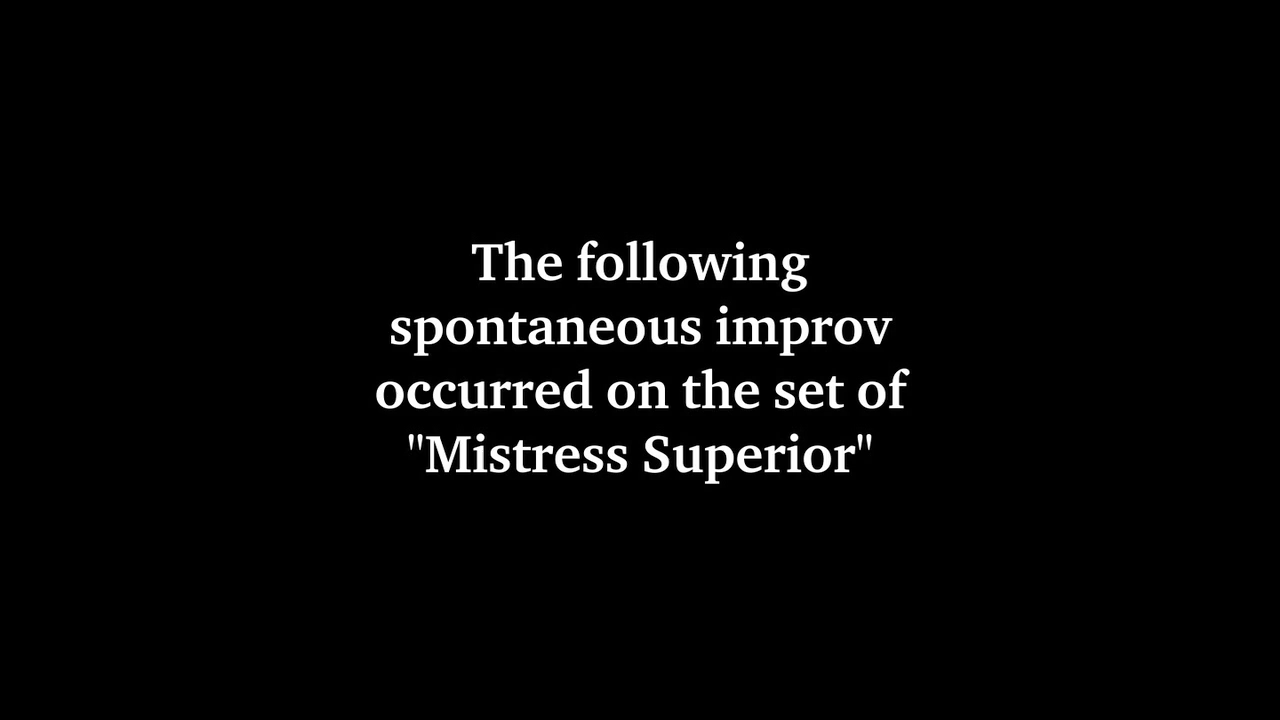 The following
spontaneous improv
occurred on the set of
"Mistress Superior"